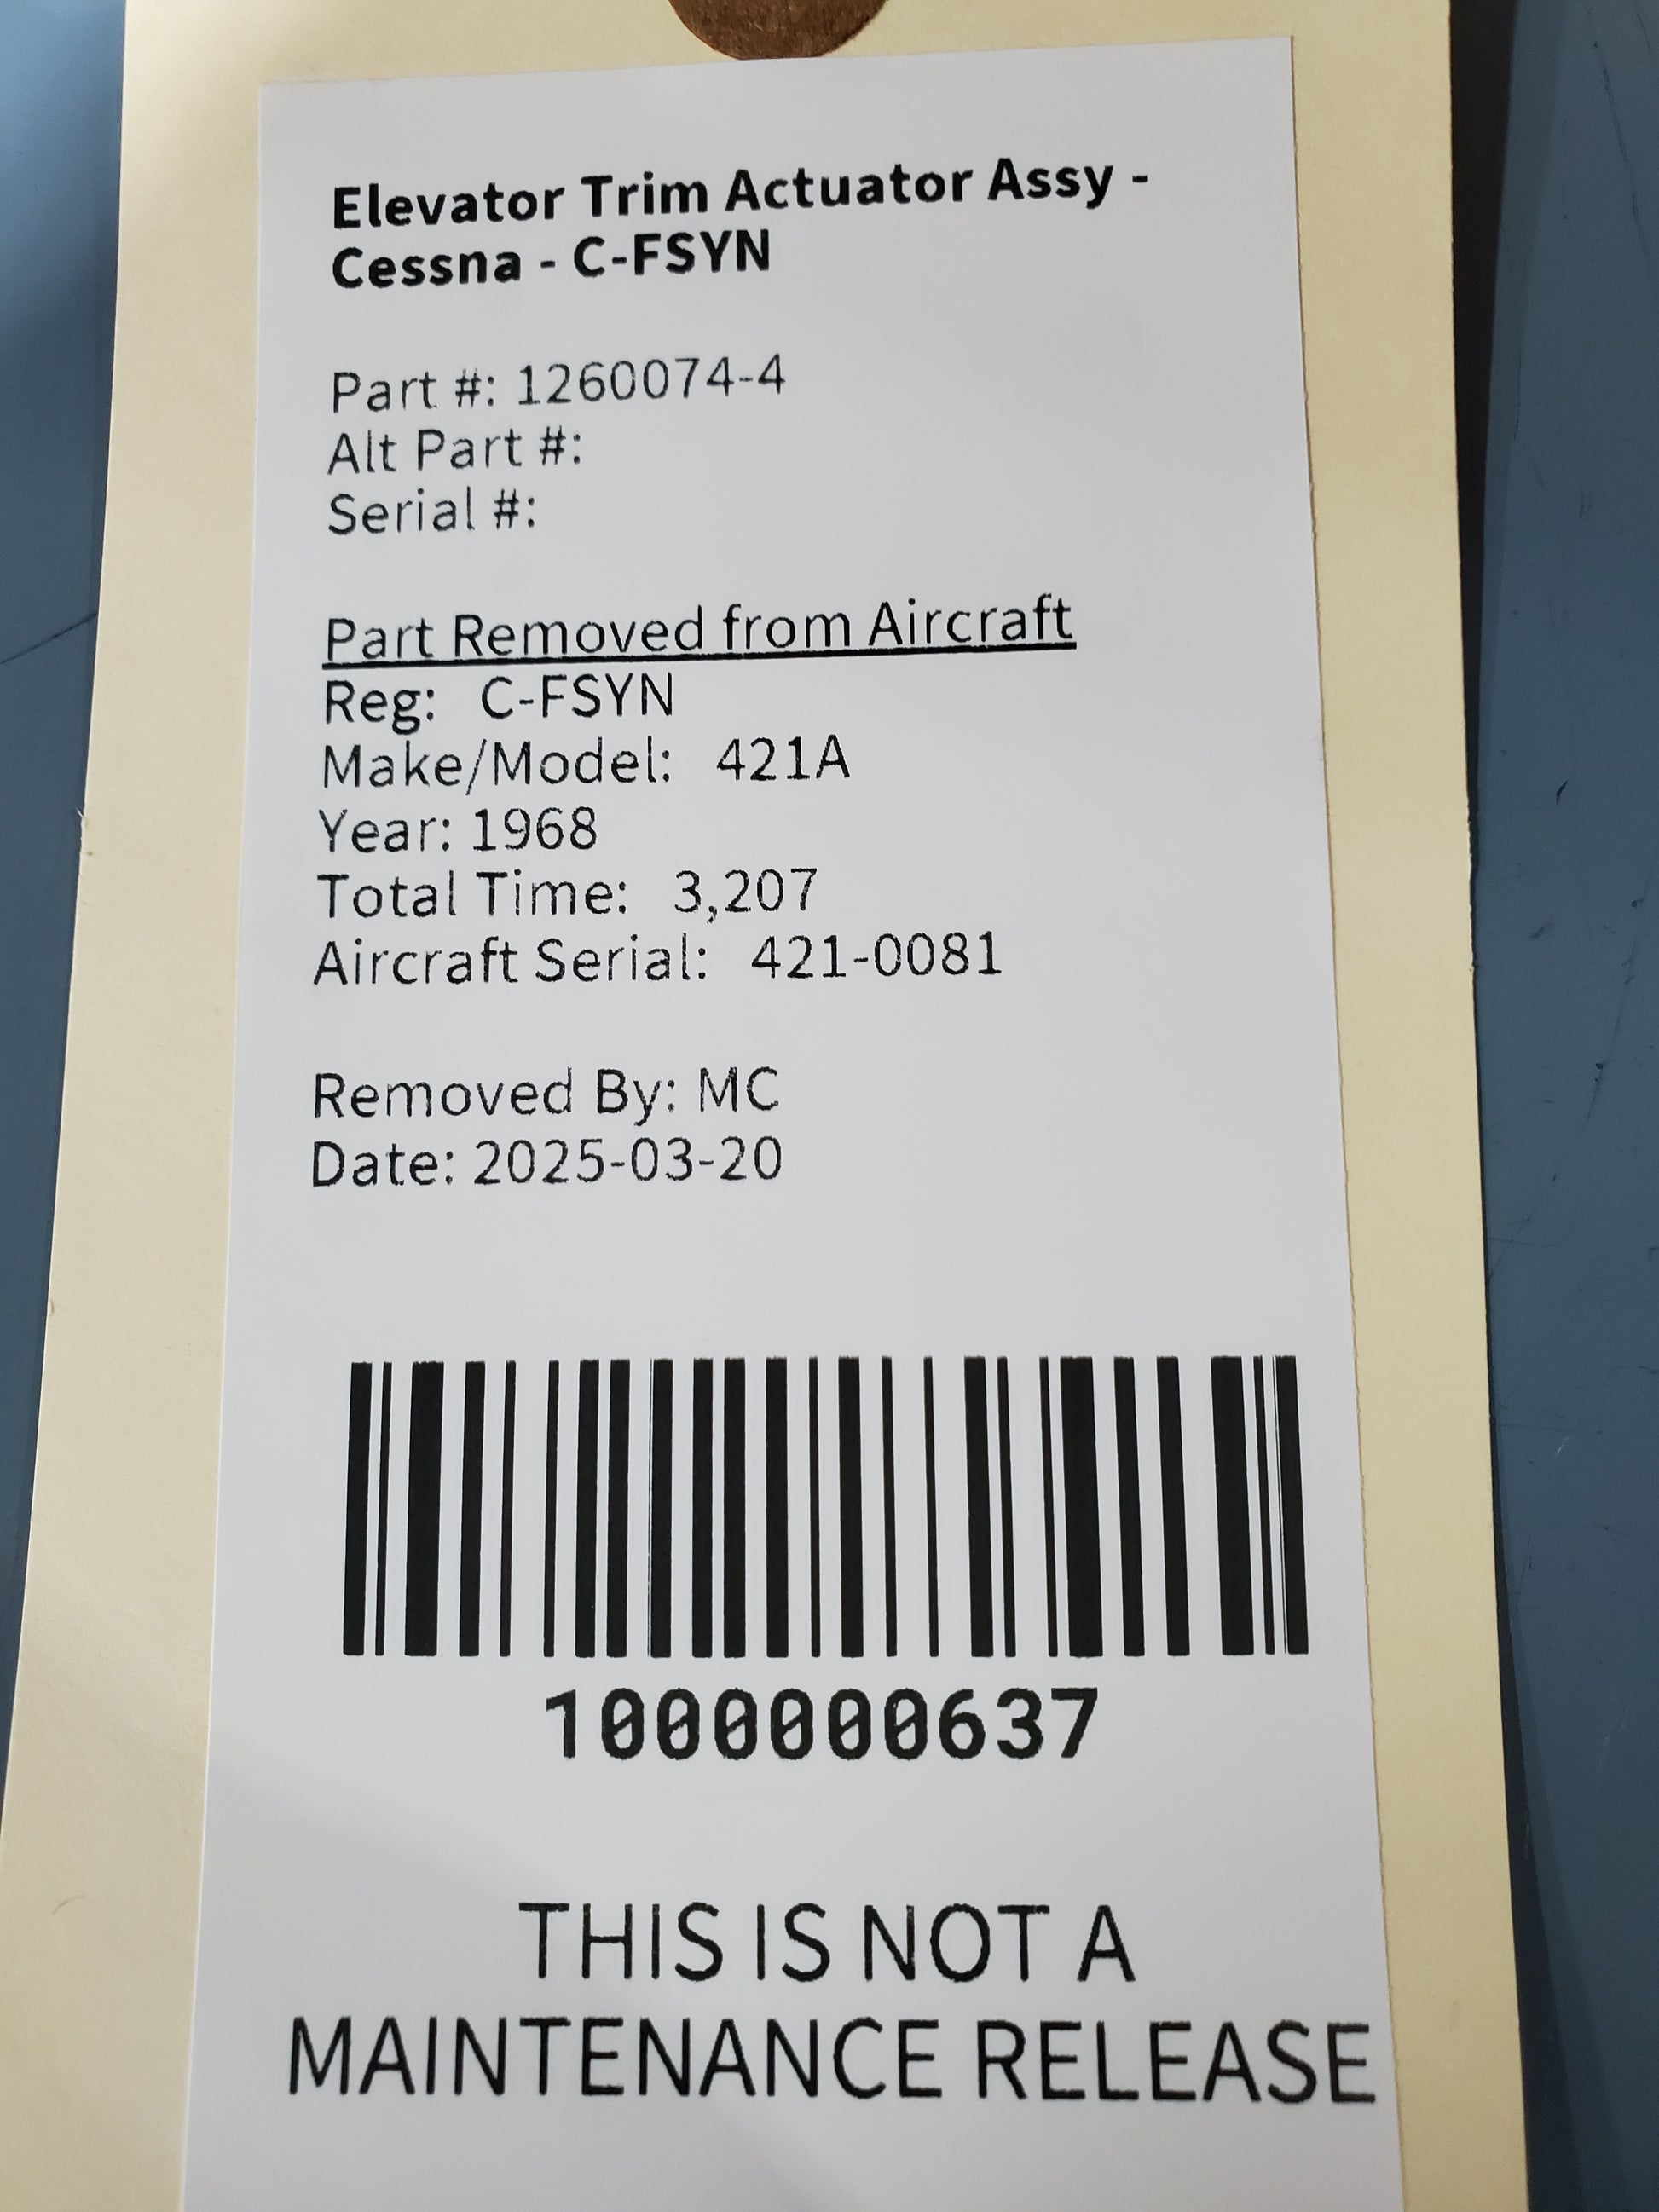 Elevator Trim Actuator Assy -
Cessna - C-FSYN
Part #: 1260074-4
Alt Part #:
Serial #:
Part Removed from Aircraft
Reg: C-FSYN
Make/Model: 421A
Year: 1968
Total Time: 3,207
Aircraft Serial: 421-0081
Removed By: MC
Date: 2025-03-20
1000000637
THIS IS NOT A
MAINTENANCE RELEASE